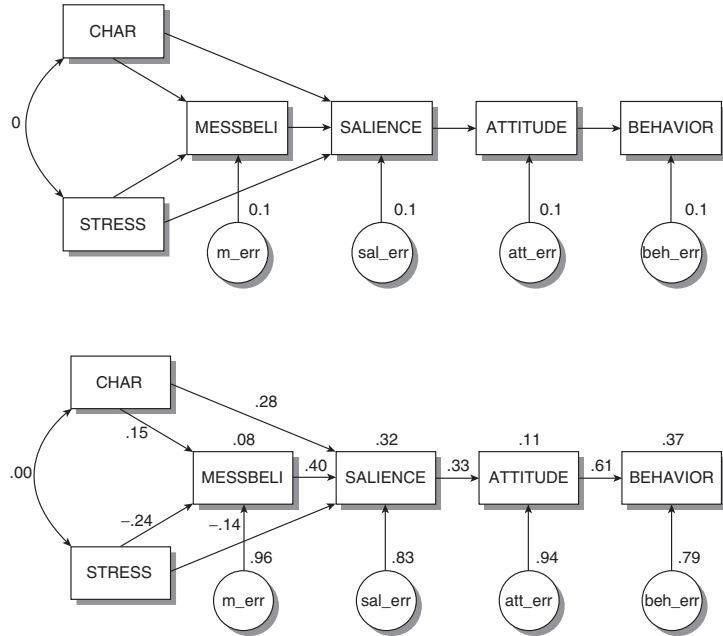 CHAR
0
MESSBELI
SALIENCE
ATTITUDE
BEHAVIOR
STRESS
0.1
0.1
0.1
0.1
m_err
sal_err
att_err
beh_err
CHAR
.28
.15
.08
.32
.11
.37
.00
MESSBELI
.40
SALIENCE
.33
ATTITUDE
.61
BEHAVIOR
–.24
–.14
STRESS
.96
.83
.94
.79
m_err
sal_err
att_err
beh_err